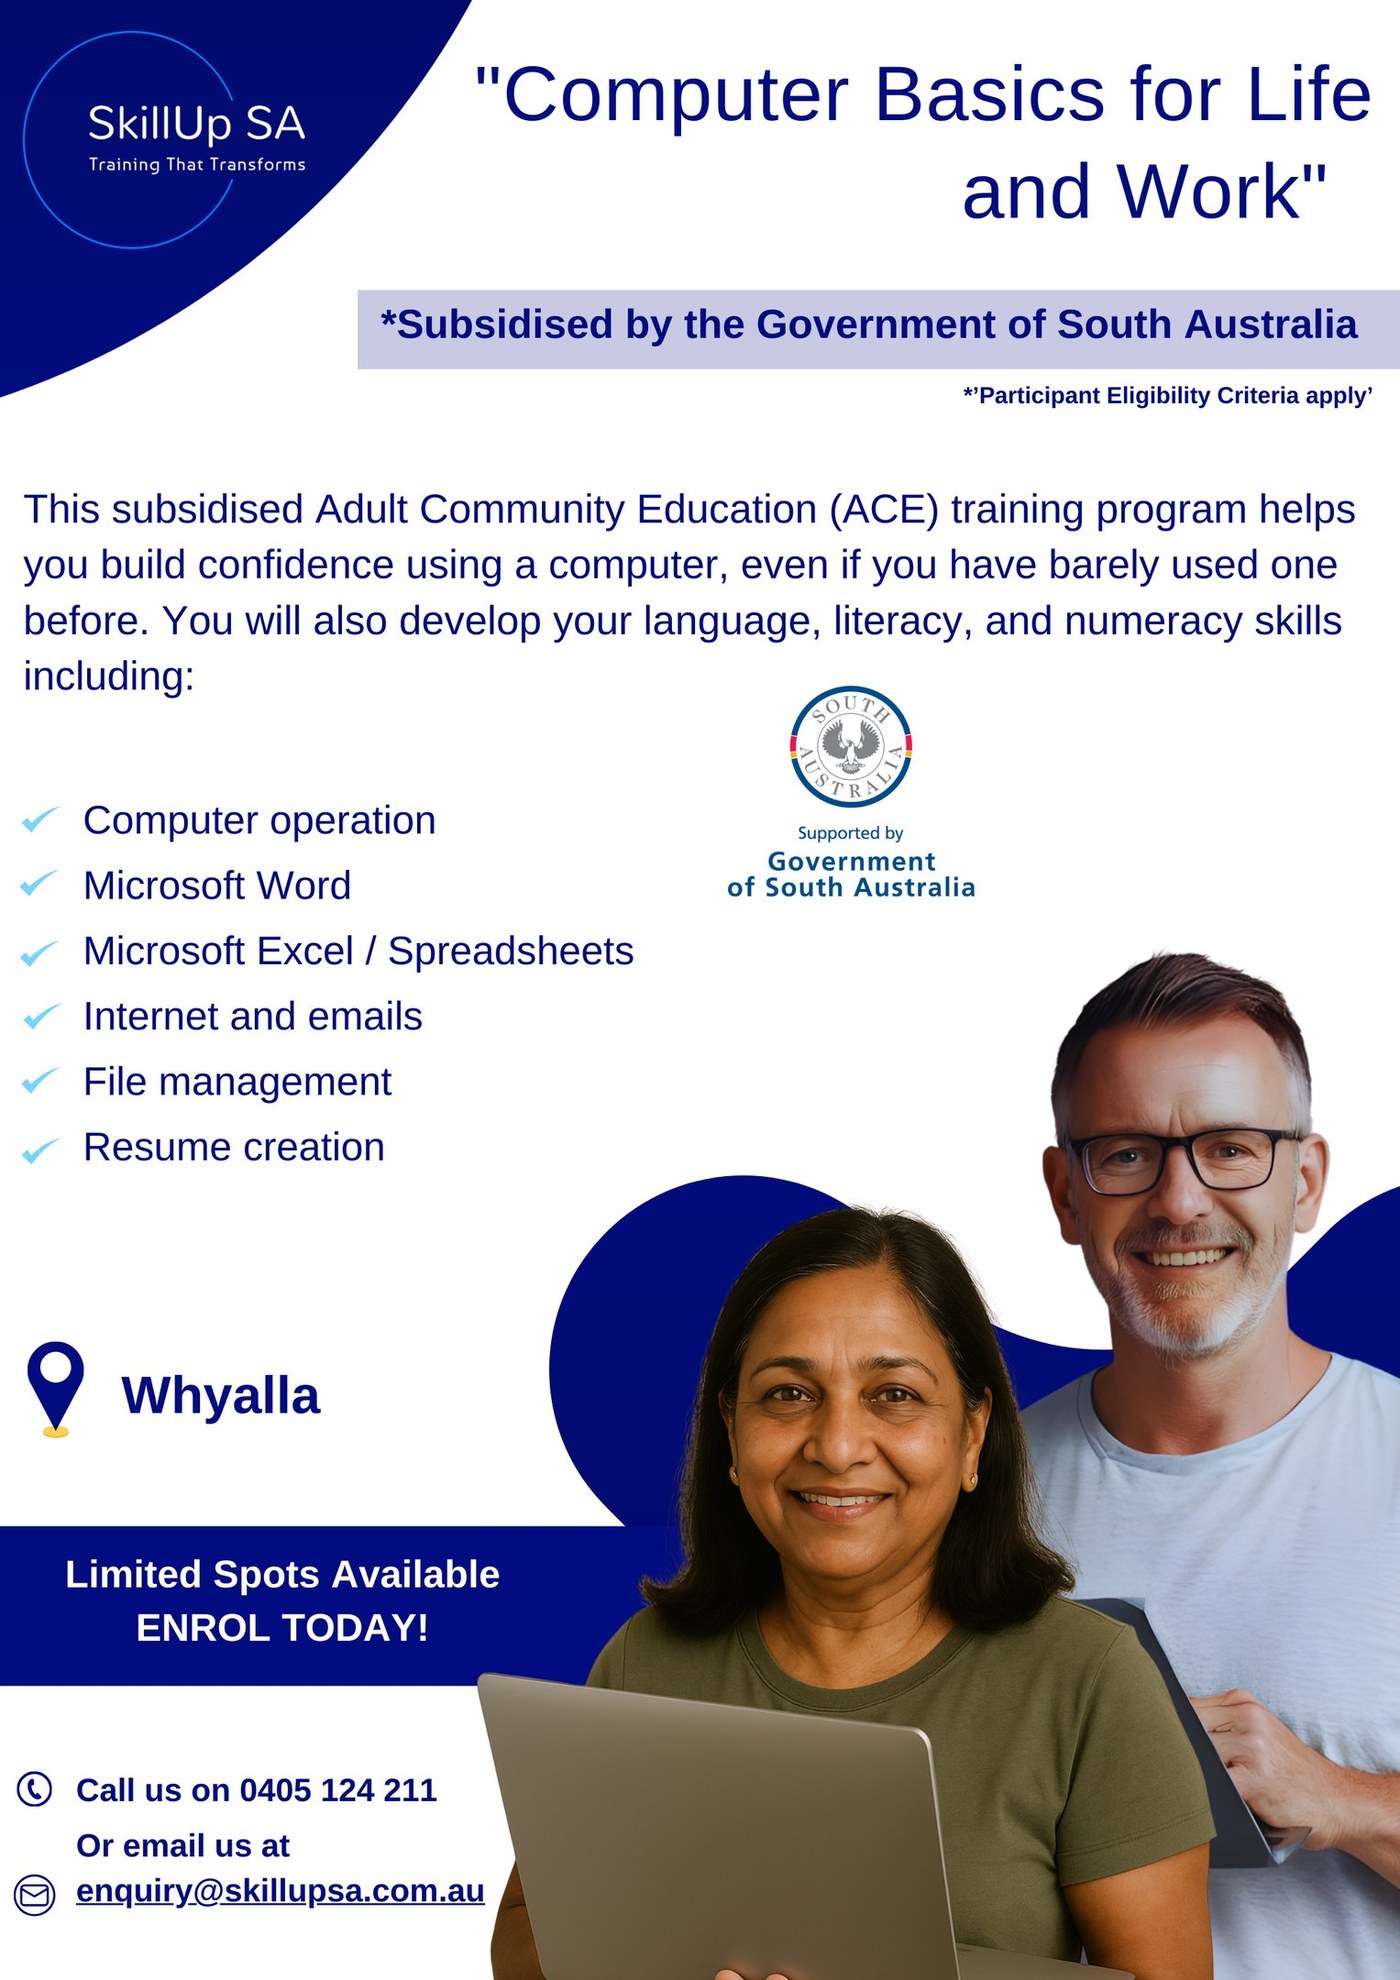 SkillUp SA
Training That Transforms
"Computer Basics for Life
and Work"
*Subsidised by the Government of South Australia
*’Participant Eligibility Criteria apply’
This subsidised Adult Community Education (ACE) training program helps
you build confidence using a computer, even if you have barely used one
before. You will also develop your language, literacy, and numeracy skills
including:
SOUTH AUSTRALIA
Supported by
Government
of South Australia
Computer operation
Microsoft Word
Microsoft Excel / Spreadsheets
Internet and emails
File management
Resume creation
Whyalla
Limited Spots Available
ENROL TODAY!
Call us on 0405 124 211
Or email us at
enquiry@skillupsa.com.au